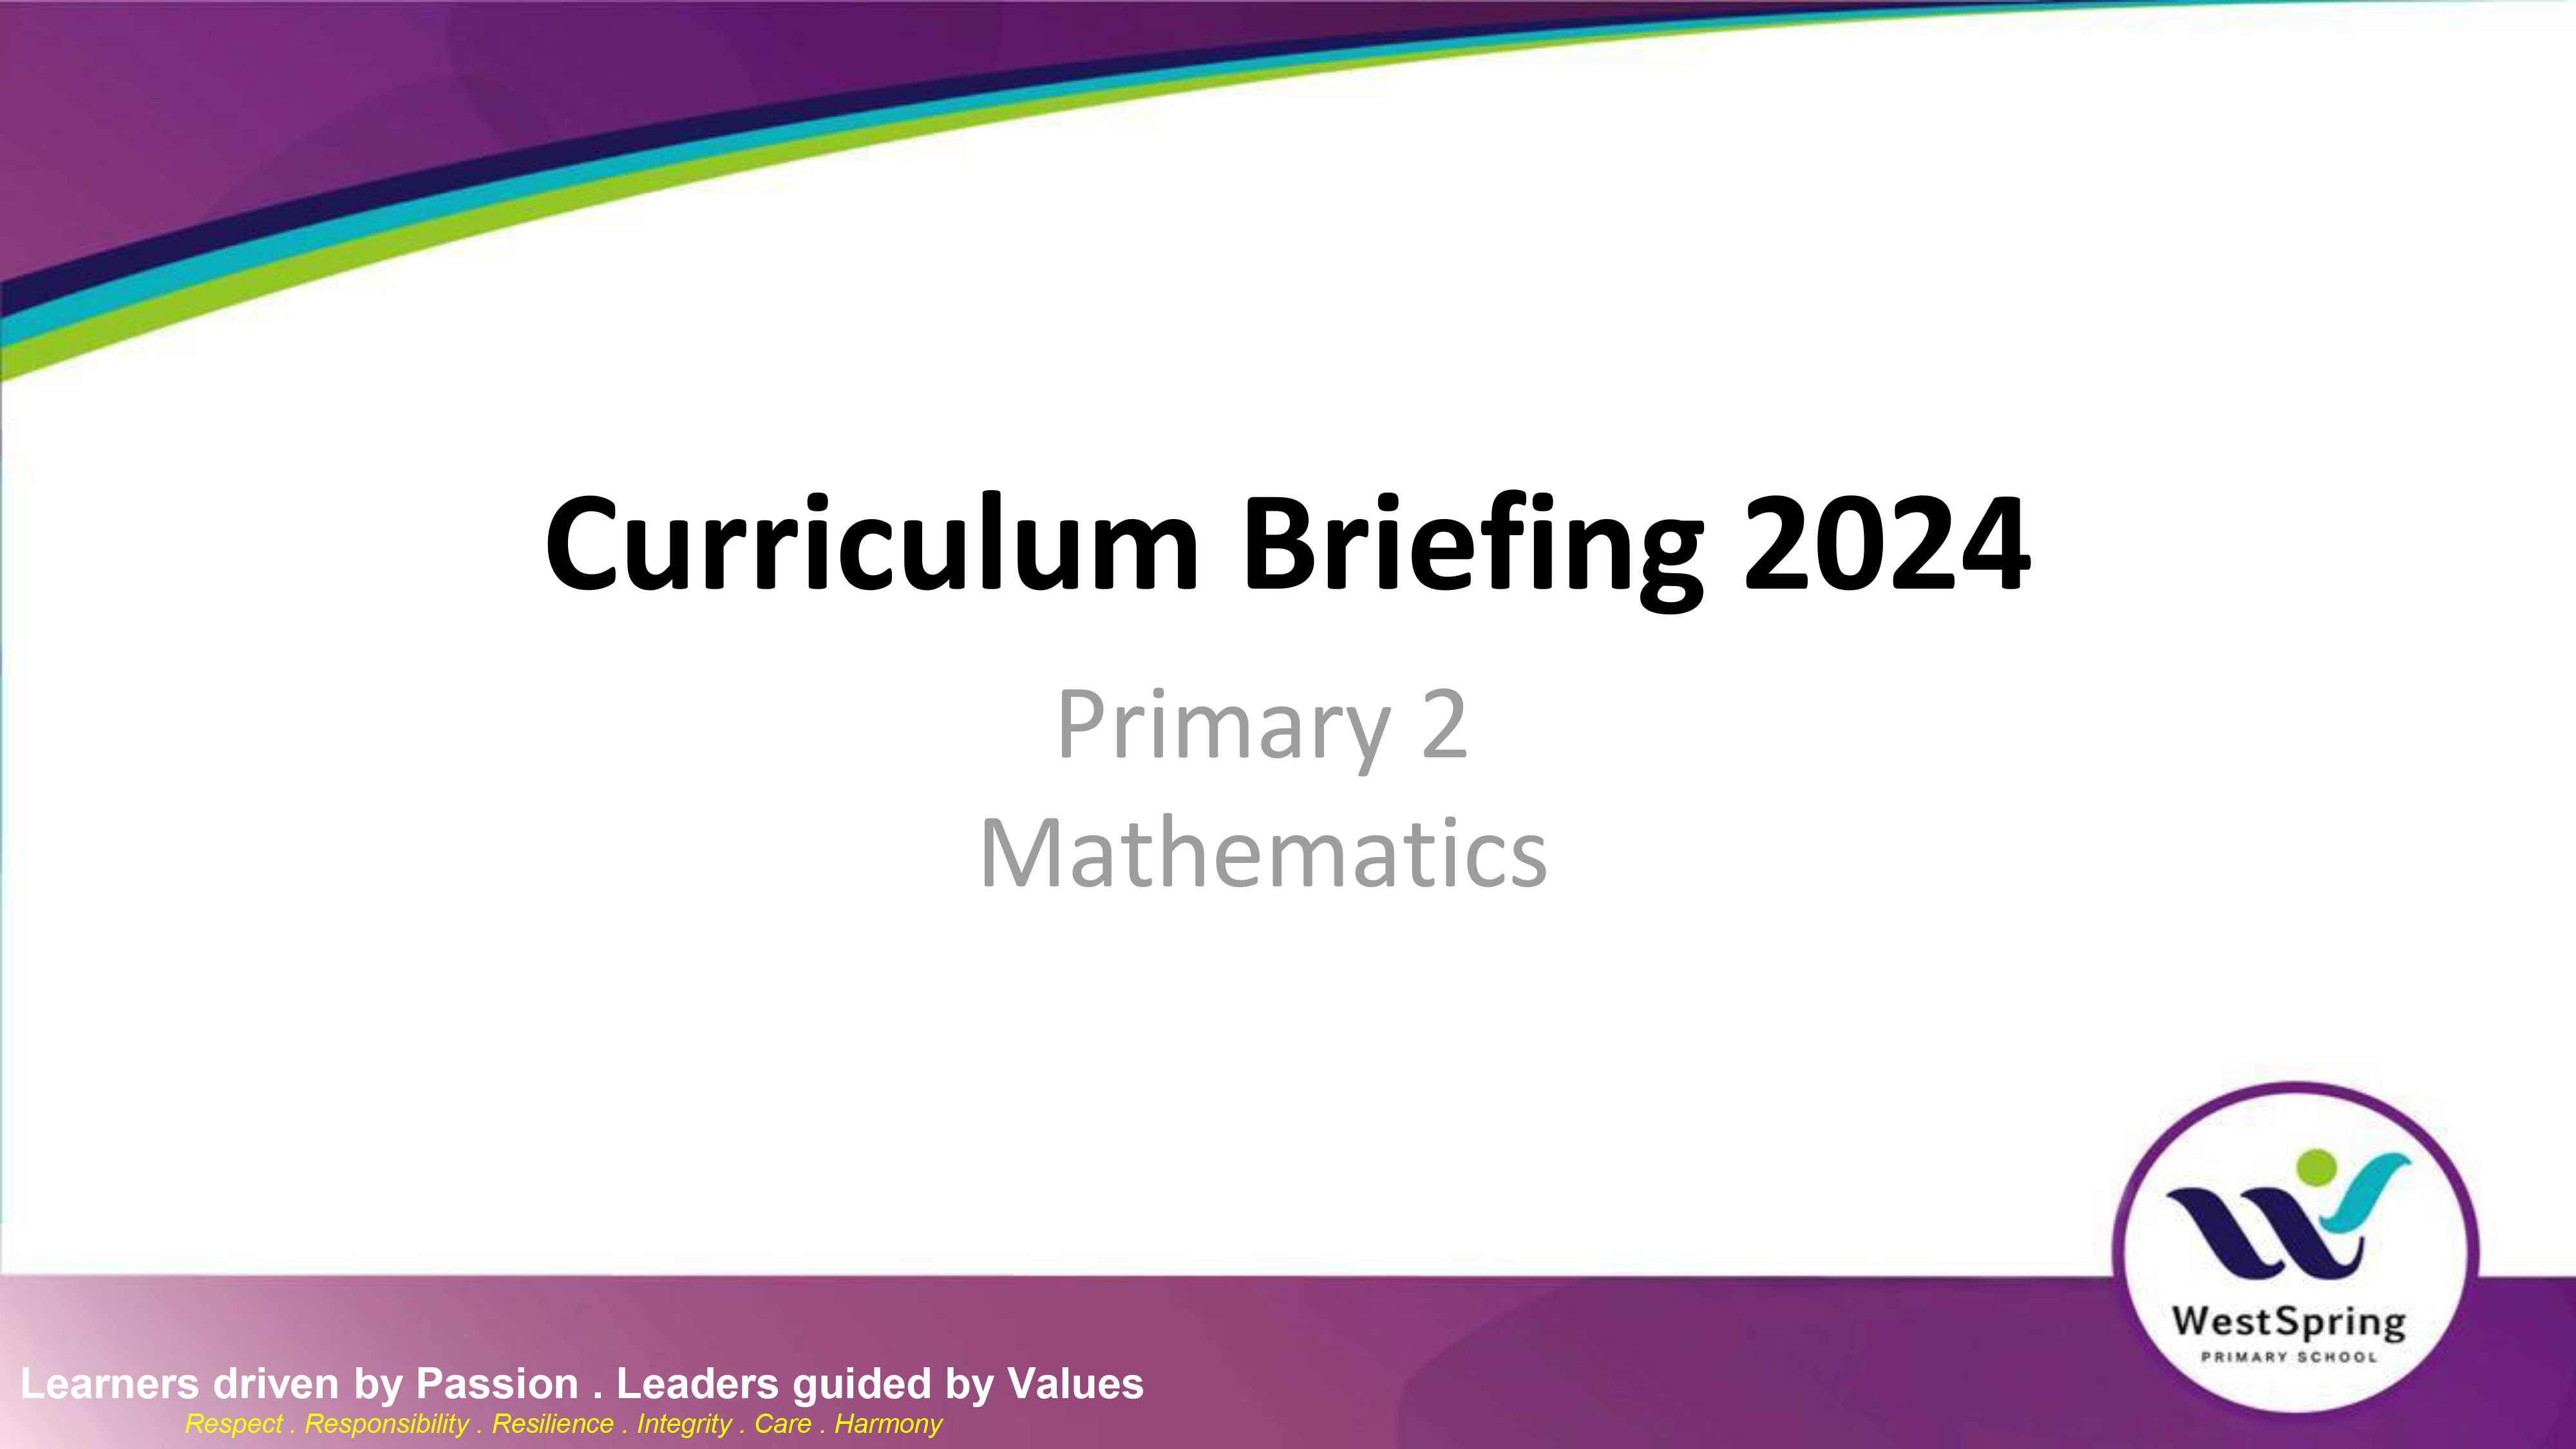 Curriculum Briefing 2024
Primary 2
Mathematics
WestSpring
PRIMARY SCHOOL
Learners driven by Passion . Leaders guided by Values
Respect . Responsibility . Resilience . Integrity . Care . Harmony